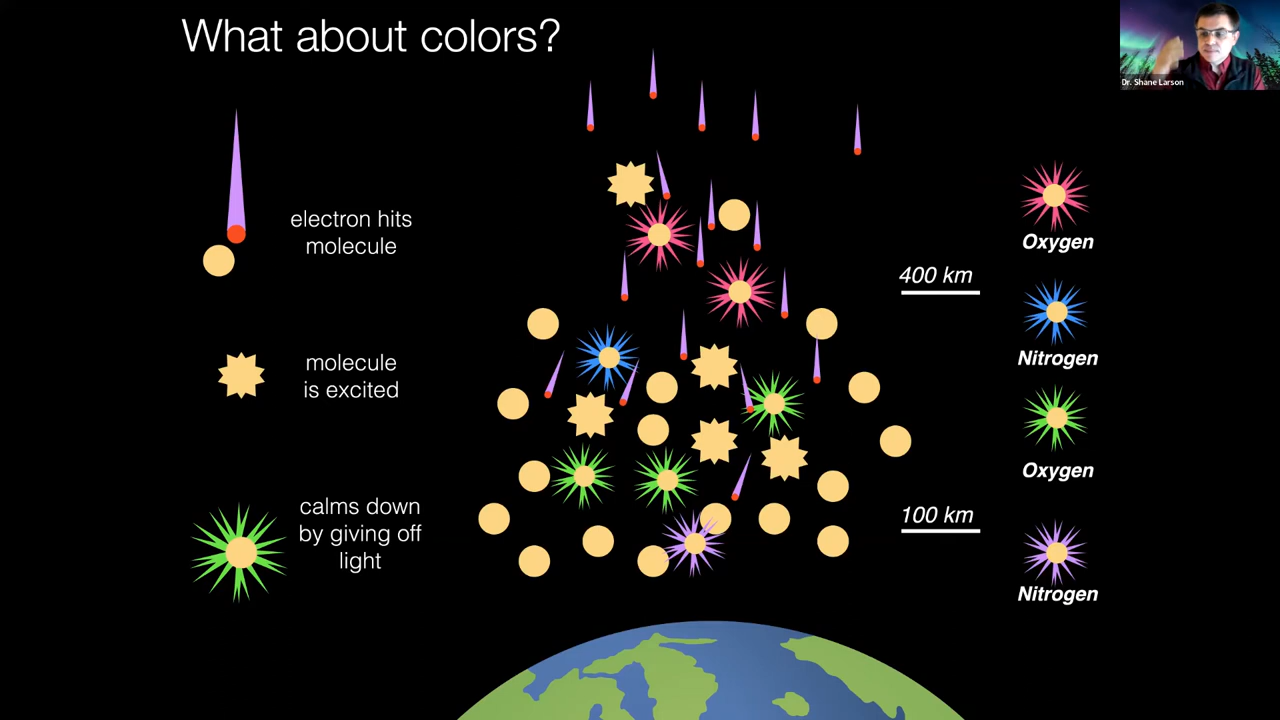 What about colors?
Dr. Shane Larson
electron hits
molecule
molecule
is excited
calms down
by giving off
light
400 km
100 km
Oxygen
Nitrogen
Oxygen
Nitrogen